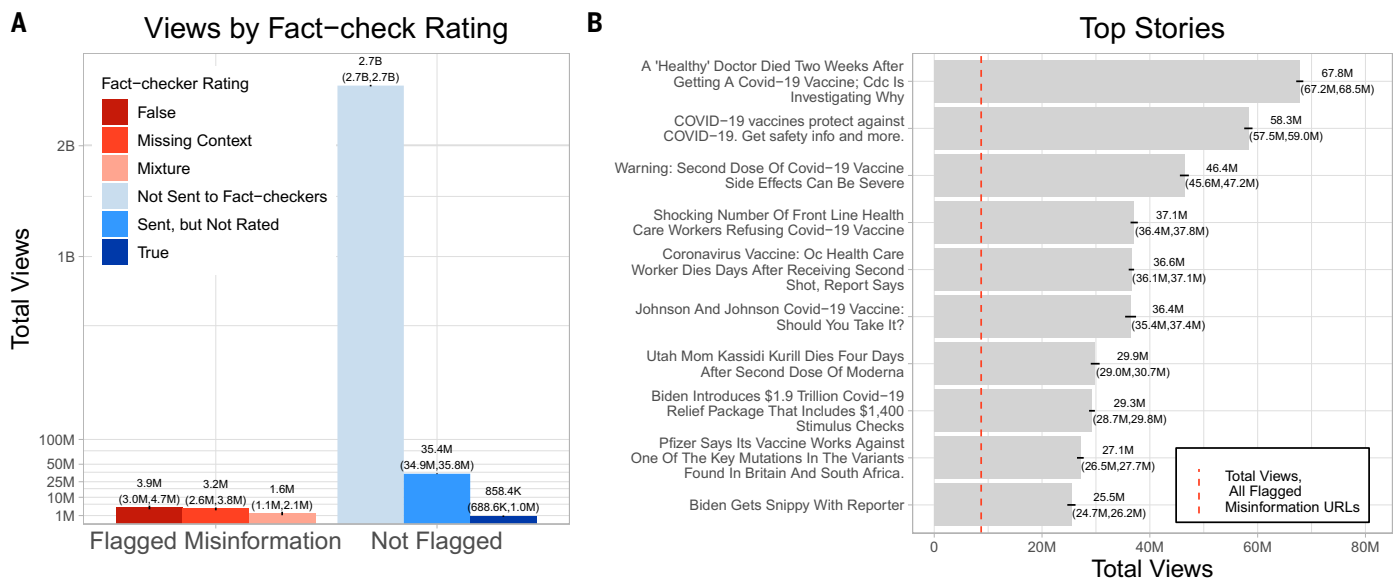 A
Views by Fact−check Rating
Total Views
2B
1B
100M
50M
25M
10M
1M
Fact−checker Rating
False
Missing Context
Mixture
Not Sent to Fact−checkers
Sent, but Not Rated
True
3.9M
(3.0M,4.7M)
3.2M
(2.6M,3.8M)
1.6M
(1.1M,2.1M)
2.7B
(2.7B,2.7B)
35.4M
(34.9M,35.8M)
858.4K
(688.6K,1.0M)
Flagged Misinformation
Not Flagged
B
Top Stories
A 'Healthy' Doctor Died Two Weeks After
Getting A Covid−19 Vaccine; Cdc Is
Investigating Why
67.8M
(67.2M,68.5M)
COVID−19 vaccines protect against
COVID−19. Get safety info and more.
58.3M
(57.5M,59.0M)
Warning: Second Dose Of Covid−19 Vaccine
Side Effects Can Be Severe
46.4M
(45.6M,47.2M)
Shocking Number Of Front Line Health
Care Workers Refusing Covid−19 Vaccine
37.1M
(36.4M,37.8M)
Coronavirus Vaccine: Oc Health Care
Worker Dies Days After Receiving Second
Shot, Report Says
36.6M
(36.1M,37.1M)
Johnson And Johnson Covid−19 Vaccine:
Should You Take It?
36.4M
(35.4M,37.4M)
Utah Mom Kassidi Kurill Dies Four Days
After Second Dose Of Moderna
29.9M
(29.0M,30.7M)
Biden Introduces $1.9 Trillion Covid−19
Relief Package That Includes $1,400
Stimulus Checks
29.3M
(28.7M,29.8M)
Pfizer Says Its Vaccine Works Against
One Of The Key Mutations In The Variants
Found In Britain And South Africa.
27.1M
(26.5M,27.7M)
Biden Gets Snippy With Reporter
25.5M
(24.7M,26.2M)
Total Views,
All Flagged
Misinformation URLs
0
20M
40M
60M
80M
Total Views